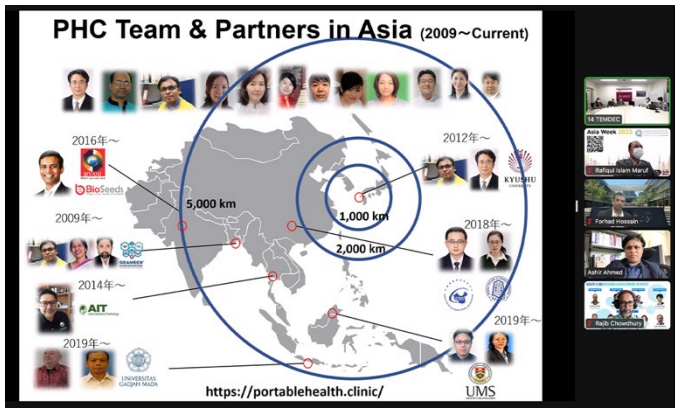 PHC Team & Partners in Asia (2009～Current)
2016年～
BIOSEEDS
2012年～
KYUSHU
UNIVERSITY
5,000 km
1,000 km
2,000 km
2009年～
GRAMEEN
2018年～
2014年～
AIT
2019年～
2019年～
UNIVERSITAS
GADJAH MADA
UMS
https://portablehealth.clinic/
14 TEMDEC
Asia Week 2022
Rafiqul Islam Maruf
Forhad Hossain
Ashir Ahmed
Rajib Chowdhury